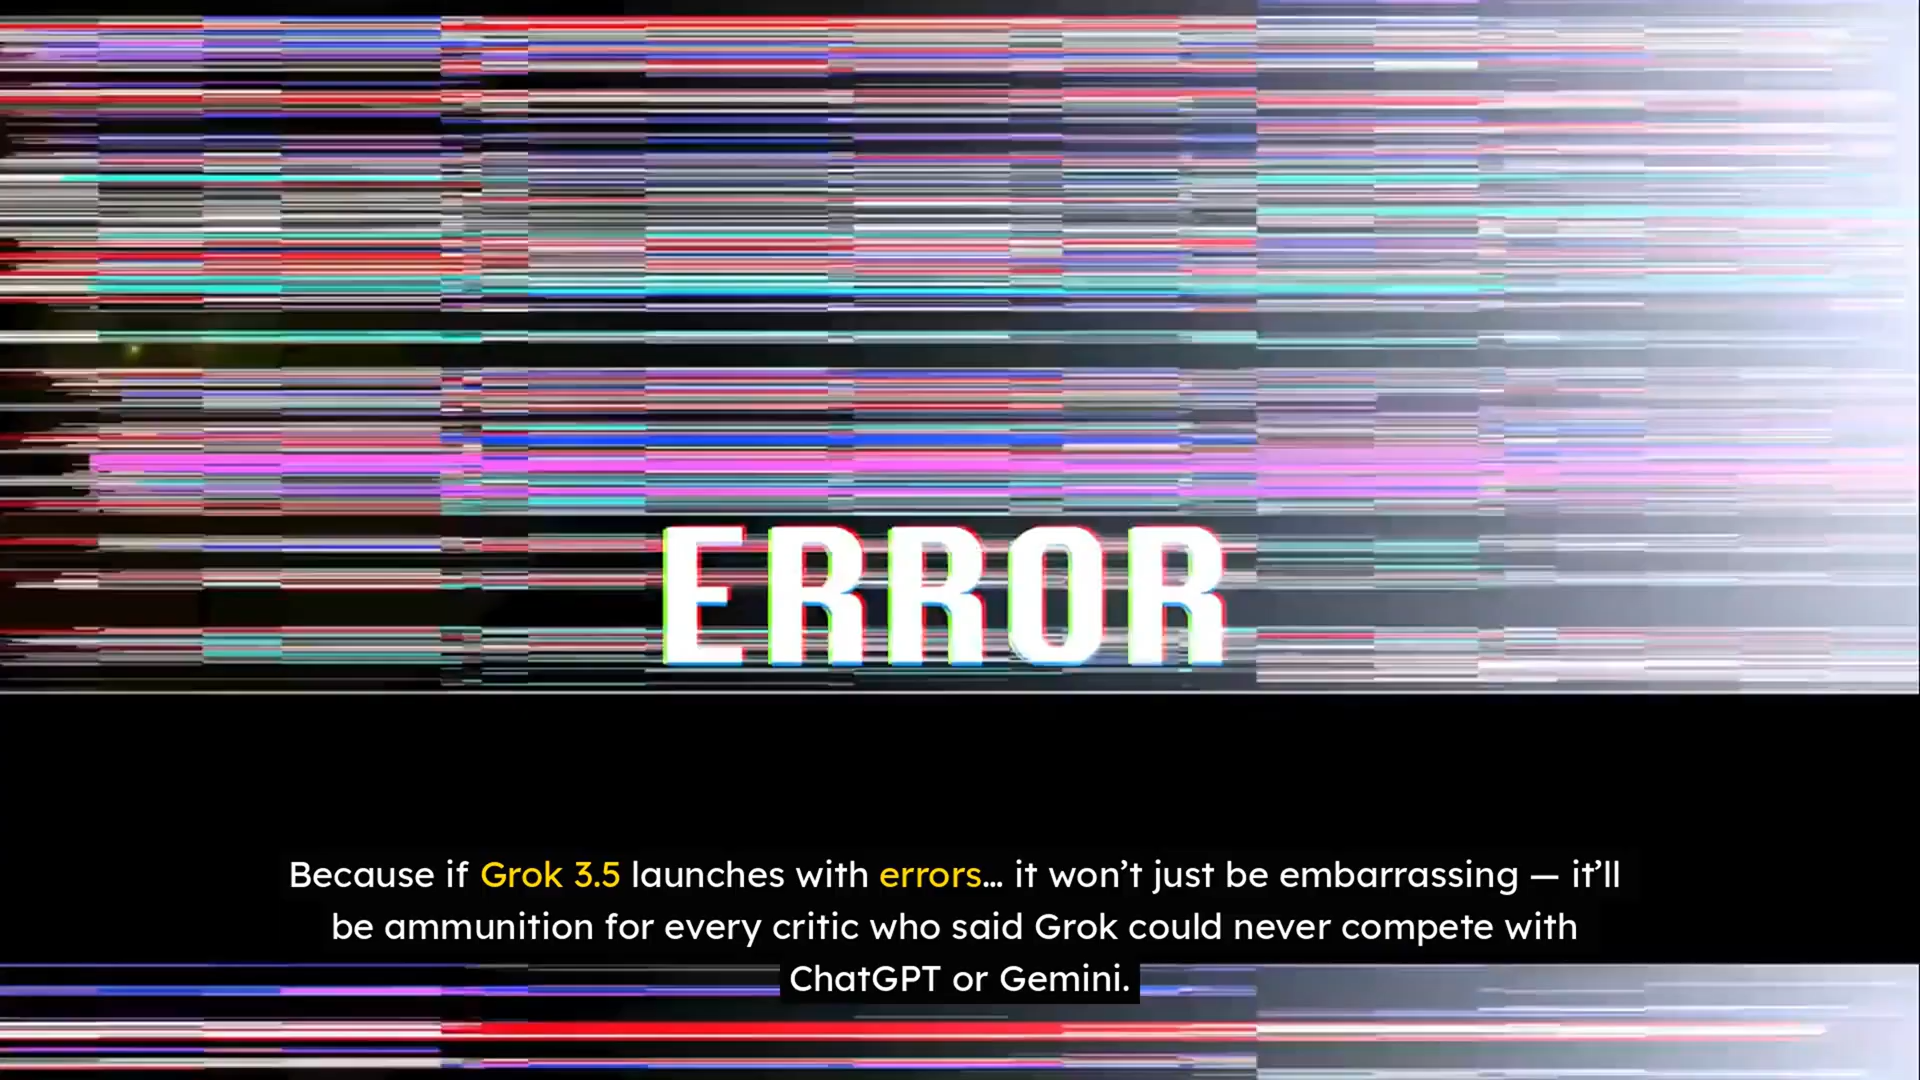 ERROR
Because if Grok 3.5 launches with errors… it won’t just be embarrassing — it’ll
be ammunition for every critic who said Grok could never compete with
ChatGPT or Gemini.